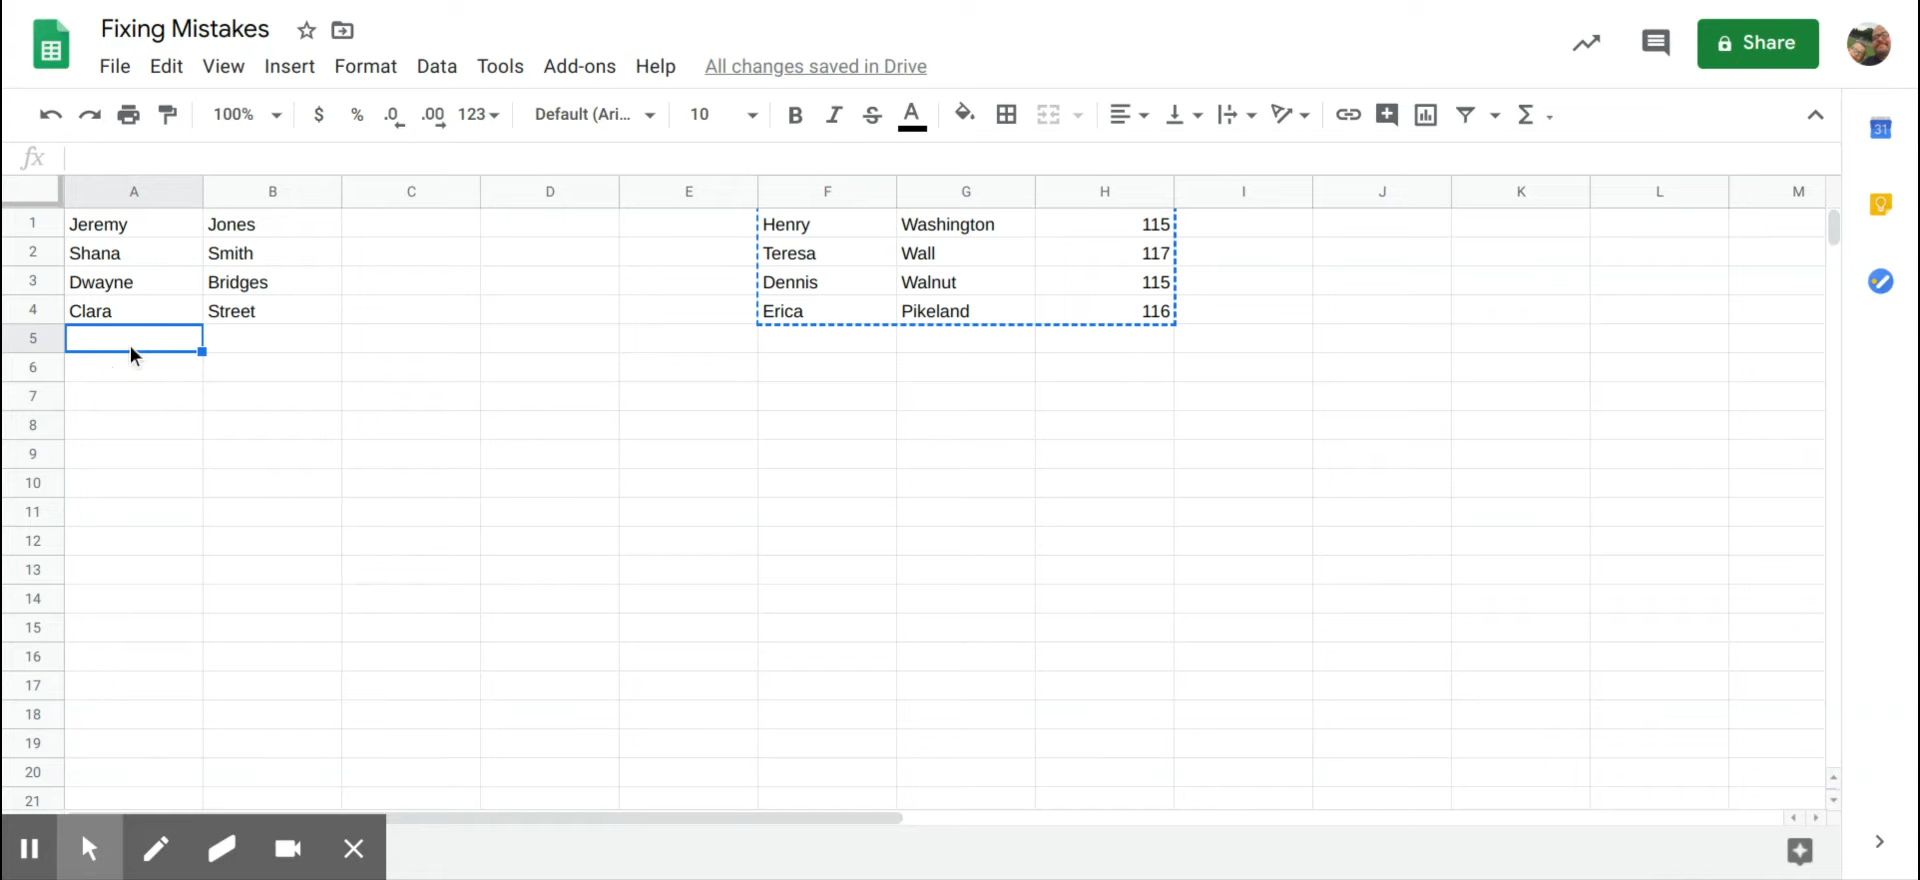 Fixing Mistakes
File Edit View Insert Format Data Tools Add-ons Help All changes saved in Drive
Share
100% $ % .0 .00 123 Default (Ari... 10 B I S A Σ
31
fx
A B C D E F G H I J K L M
1 Jeremy Jones Henry Washington 115
2 Shana Smith Teresa Wall 117
3 Dwayne Bridges Dennis Walnut 115
4 Clara Street Erica Pikeland 116
5
6
7
8
9
10
11
12
13
14
15
16
17
18
19
20
21